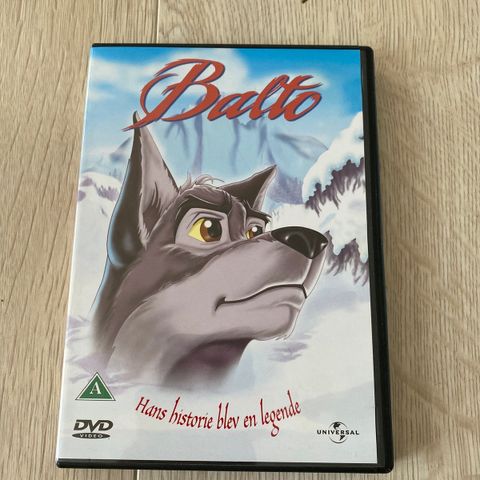 Balto
A
Hans historie blev en legende
DVD
VIDEO
UNIVERSAL